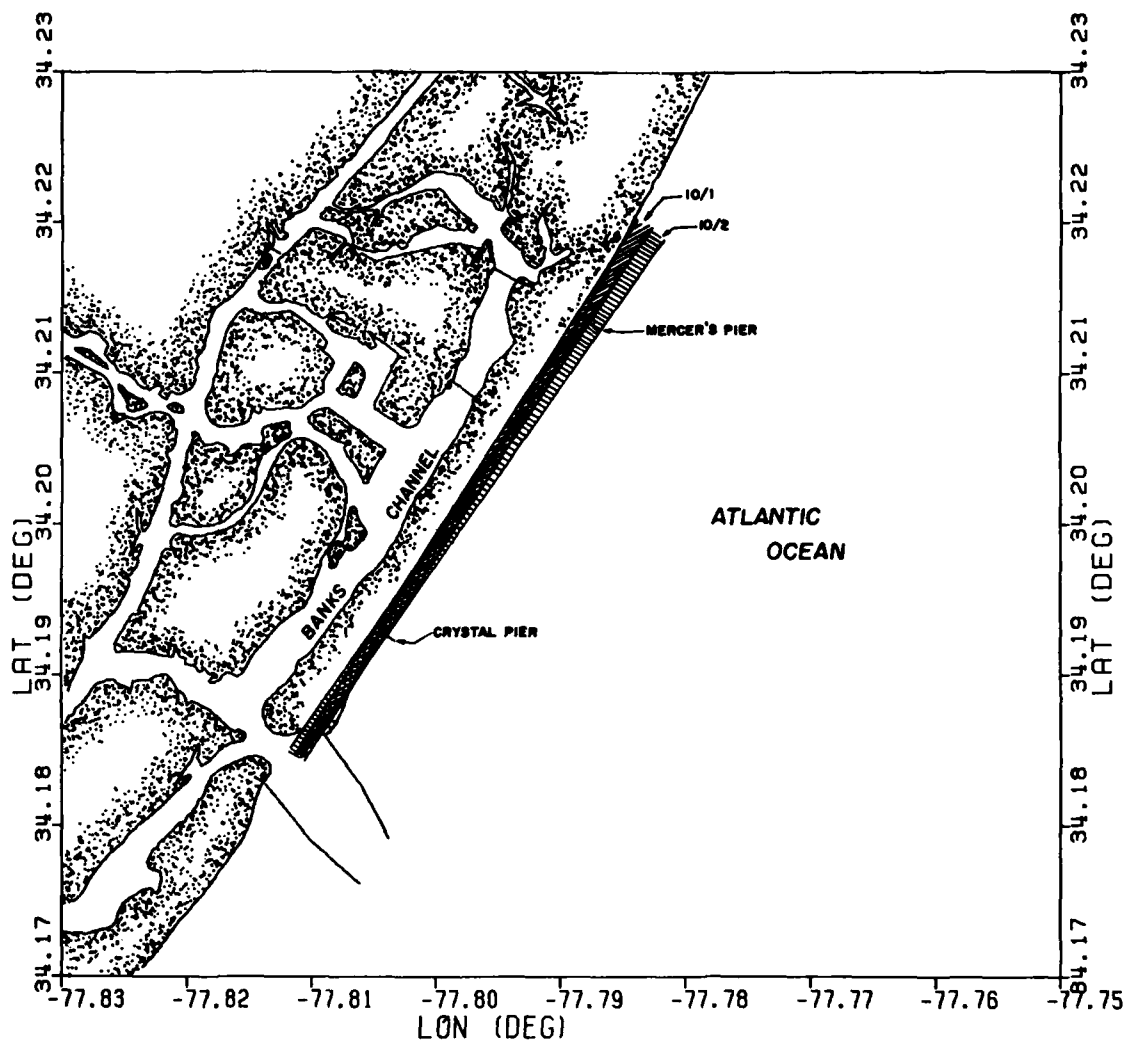 34.23
34.23
10/1
34.22
34.22
10/2
MERCER'S PIER
34.21
34.21
CHANNEL
34.20
34.20
ATLANTIC
OCEAN
LAT (DEG)
LAT (DEG)
BANKS
CRYSTAL PIER
34.19
34.19
34.18
34.18
34.17
34.17
-77.83 -77.82 -77.81 -77.80 -77.79 -77.78 -77.77 -77.76 -77.75
LON (DEG)